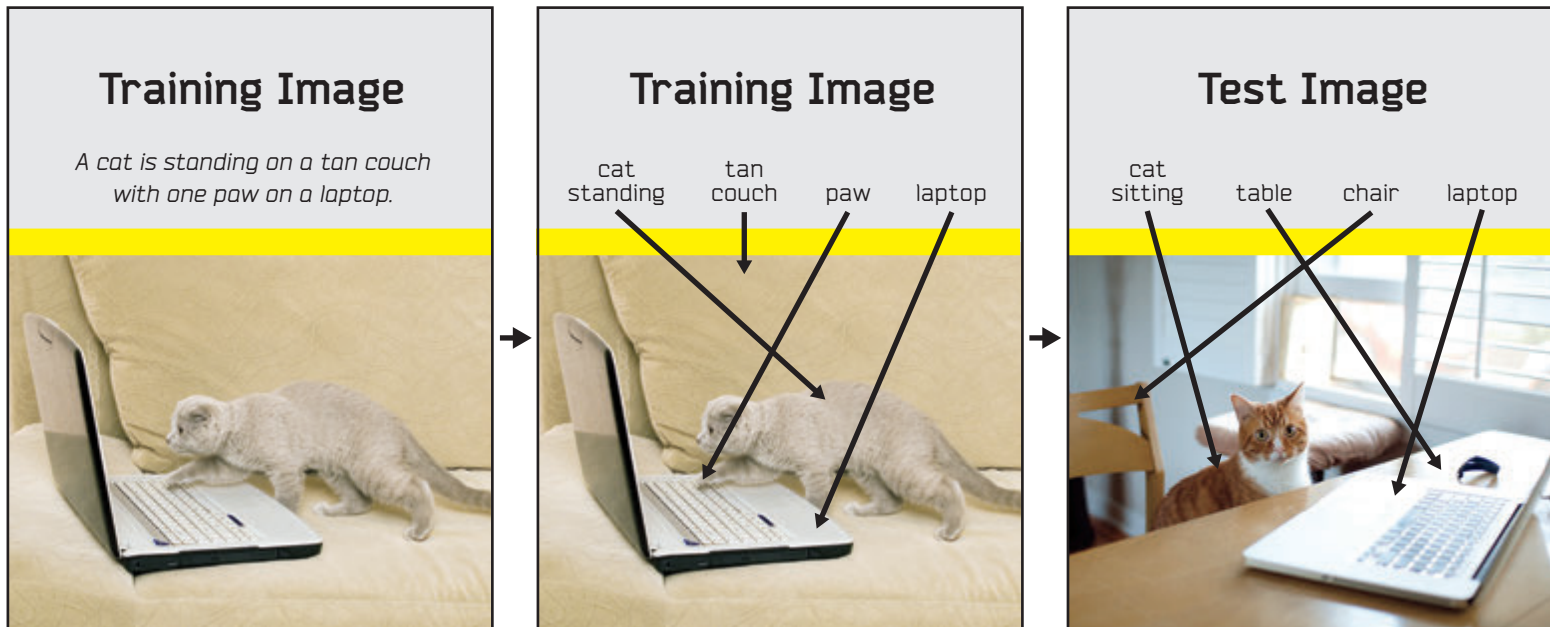 Training Image
A cat is standing on a tan couch
with one paw on a laptop.
Training Image
cat
standing
tan
couch
paw
laptop
Test Image
cat
sitting
table
chair
laptop